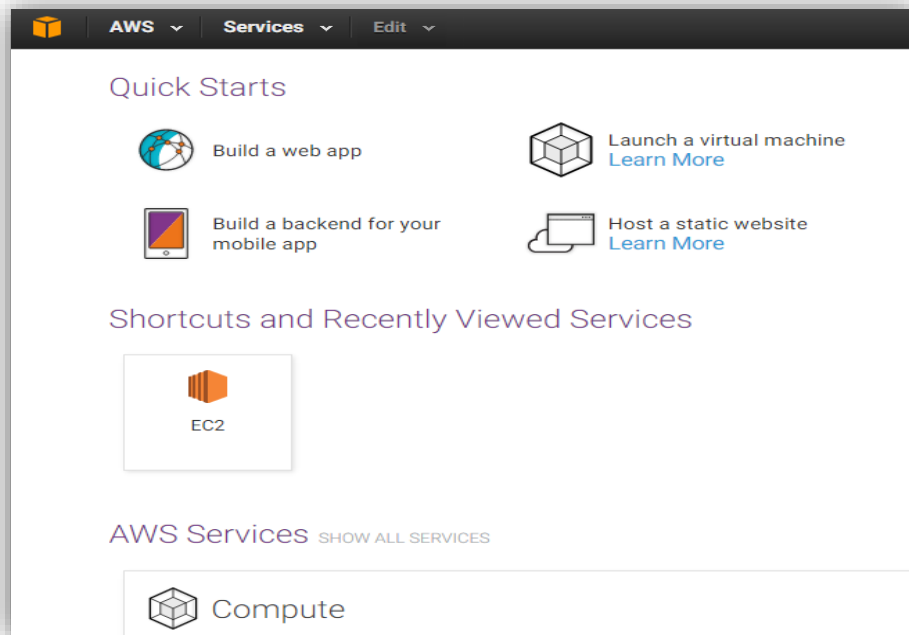 AWS Services Edit
Quick Starts
Build a web app
Launch a virtual machine
Learn More
Build a backend for your
mobile app
Host a static website
Learn More
Shortcuts and Recently Viewed Services
EC2
AWS Services SHOW ALL SERVICES
Compute